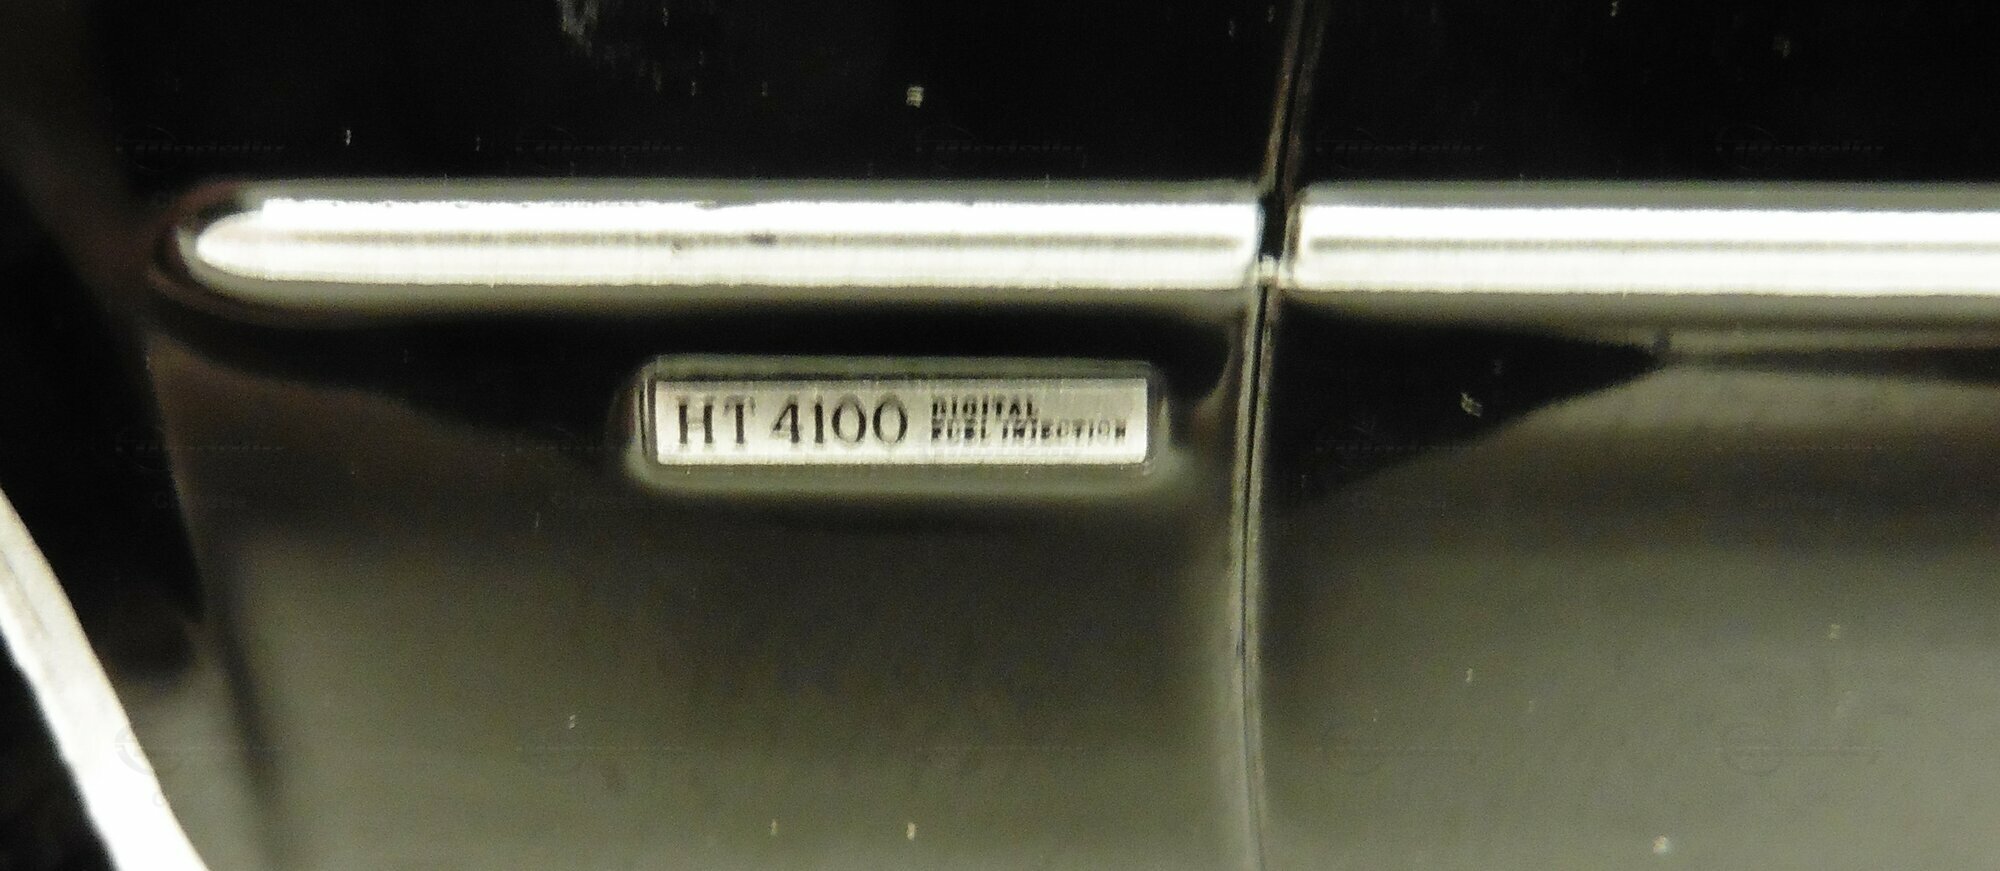 HT 4100 DIGITAL
FUEL INJECTION